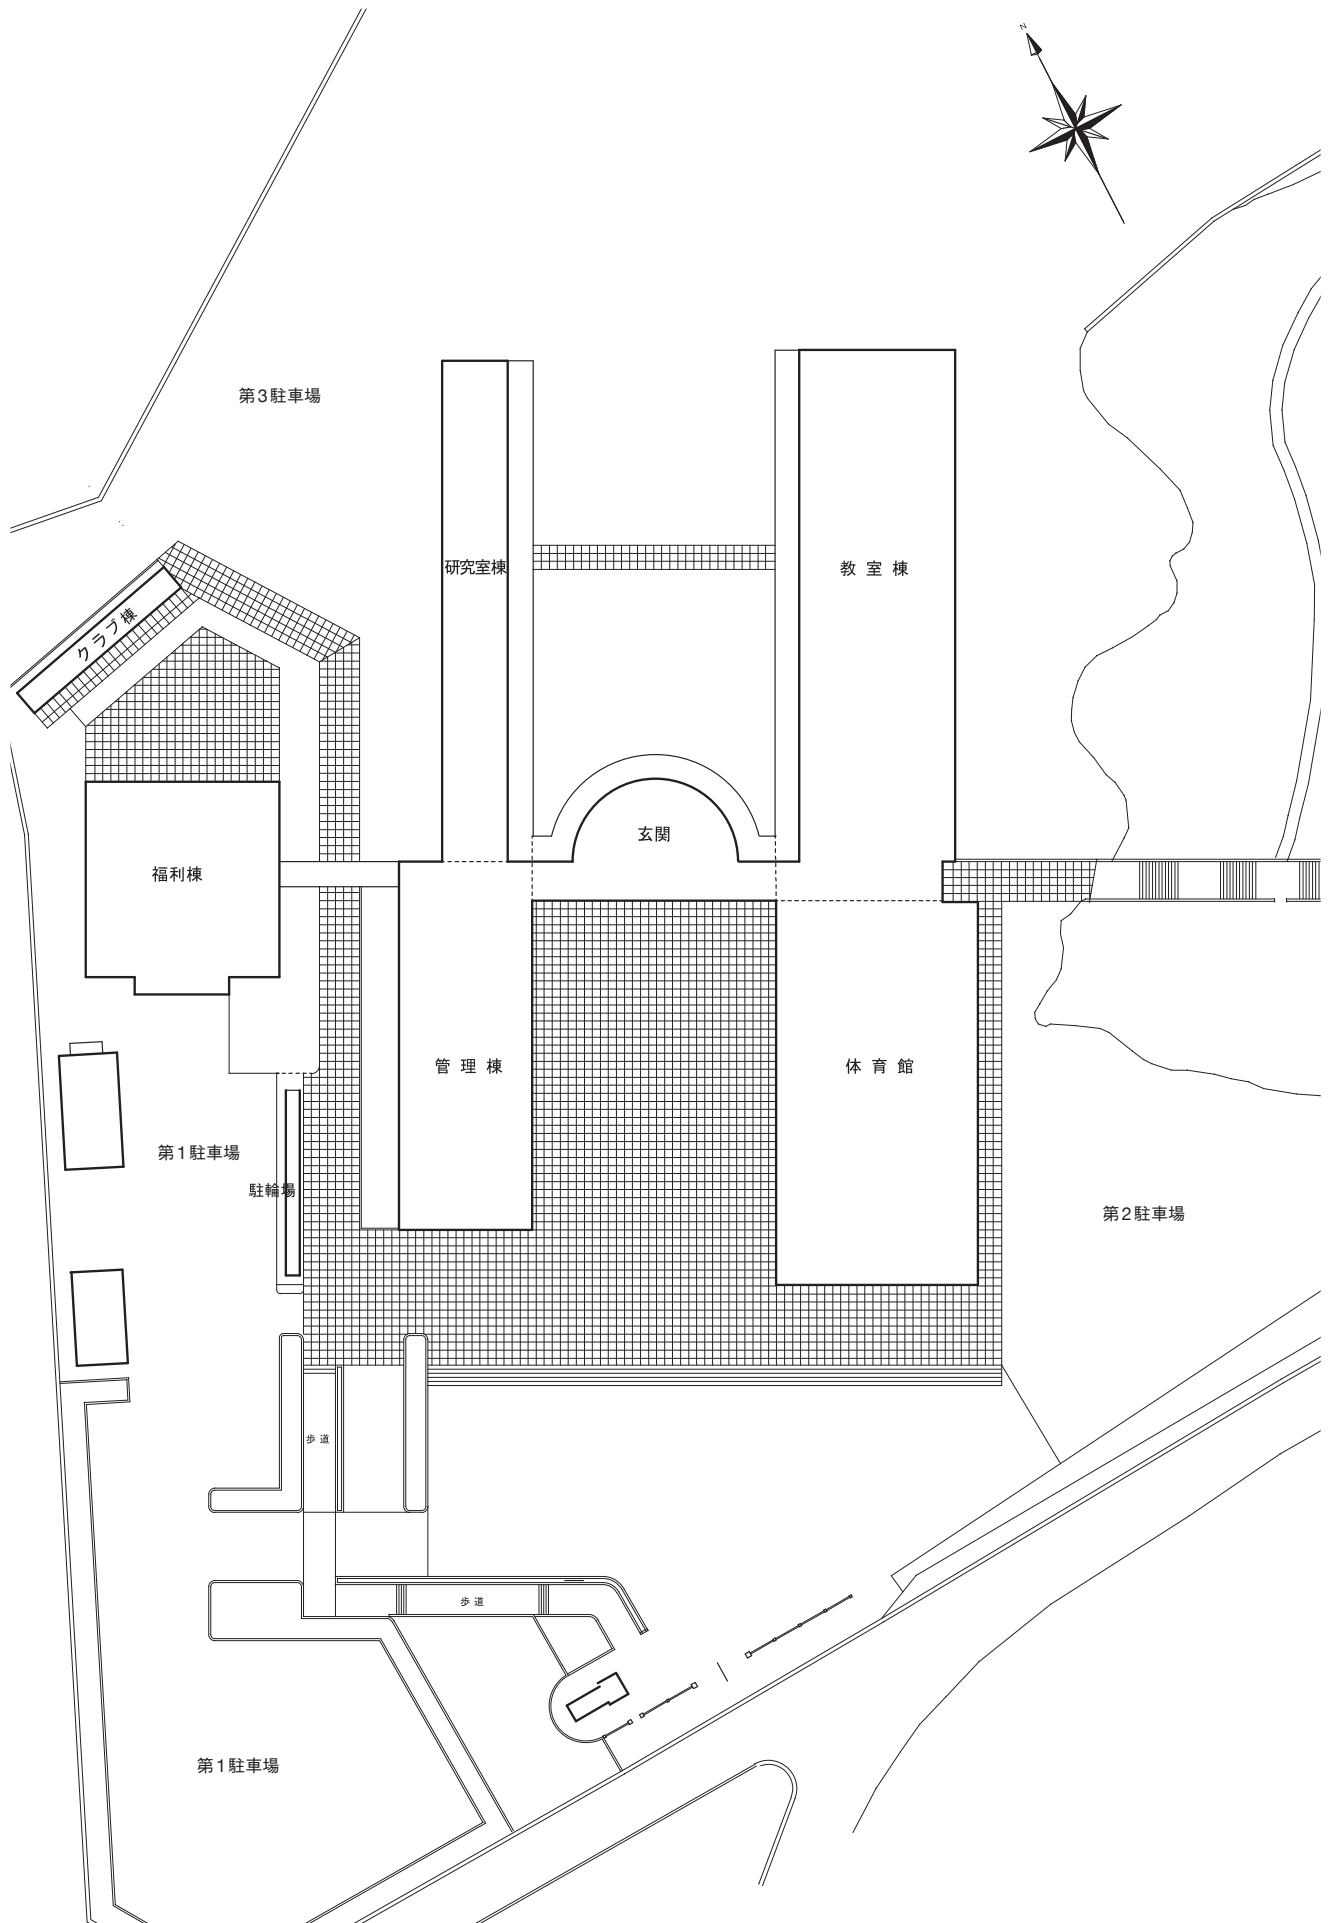 N
第3駐車場
研究室棟
教室棟
クラブ棟
玄関
福利棟
管理棟
体育館
第1駐車場
駐輪場
第2駐車場
歩道
歩道
第1駐車場